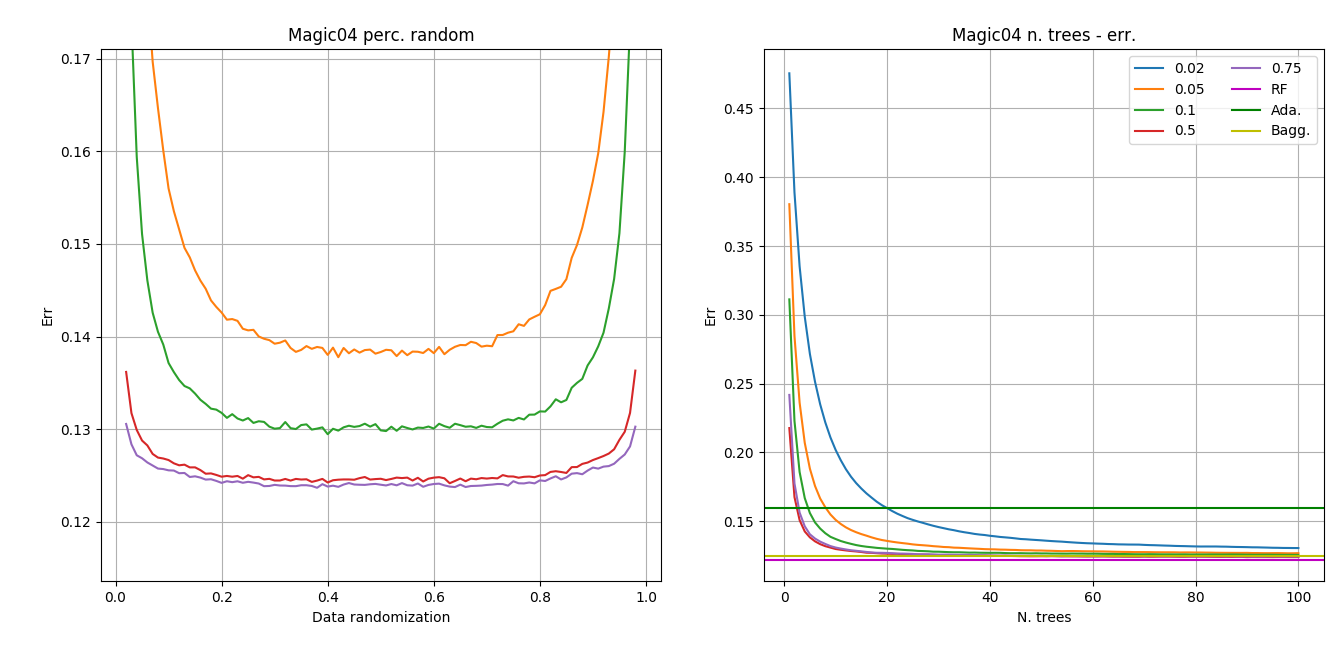 Magic04 perc. random
0.17
0.16
0.15
0.14
0.13
0.12
Err
0.0 0.2 0.4 0.6 0.8 1.0
Data randomization
Magic04 n. trees - err.
0.02 0.75
0.05 RF
0.1 Ada.
0.5 Bagg.
0.45
0.40
0.35
0.30
0.25
0.20
0.15
Err
0 20 40 60 80 100
N. trees